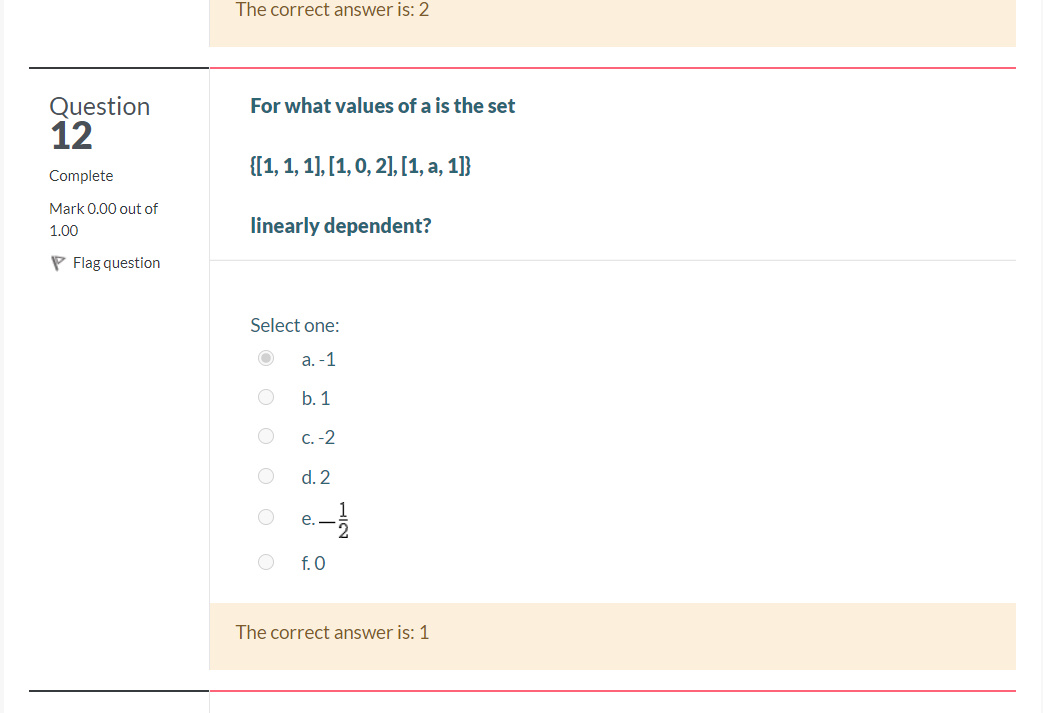 The correct answer is: 2
Question
12
Complete
Mark 0.00 out of
1.00
Flag question
For what values of a is the set
{[1, 1, 1], [1, 0, 2], [1, a, 1]}
linearly dependent?
Select one:
a. -1
b. 1
c. -2
d. 2
e. −1/2
f. 0
The correct answer is: 1